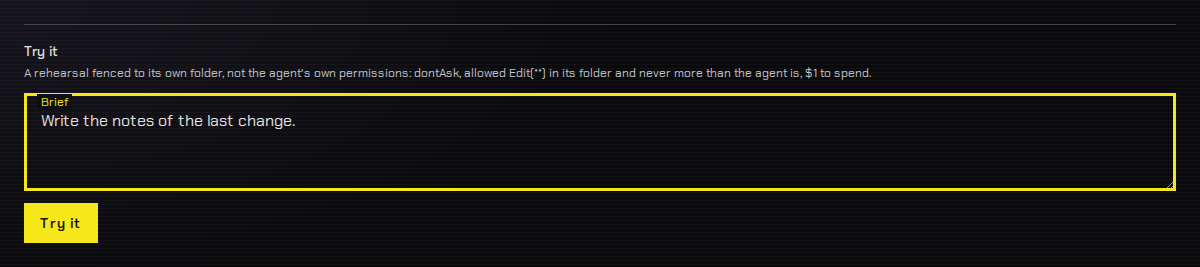 Try it
A rehearsal fenced to its own folder, not the agent's own permissions: dontAsk, allowed Edit(**) in its folder and never more than the agent is, $1 to spend.
Brief
Write the notes of the last change.
Try it